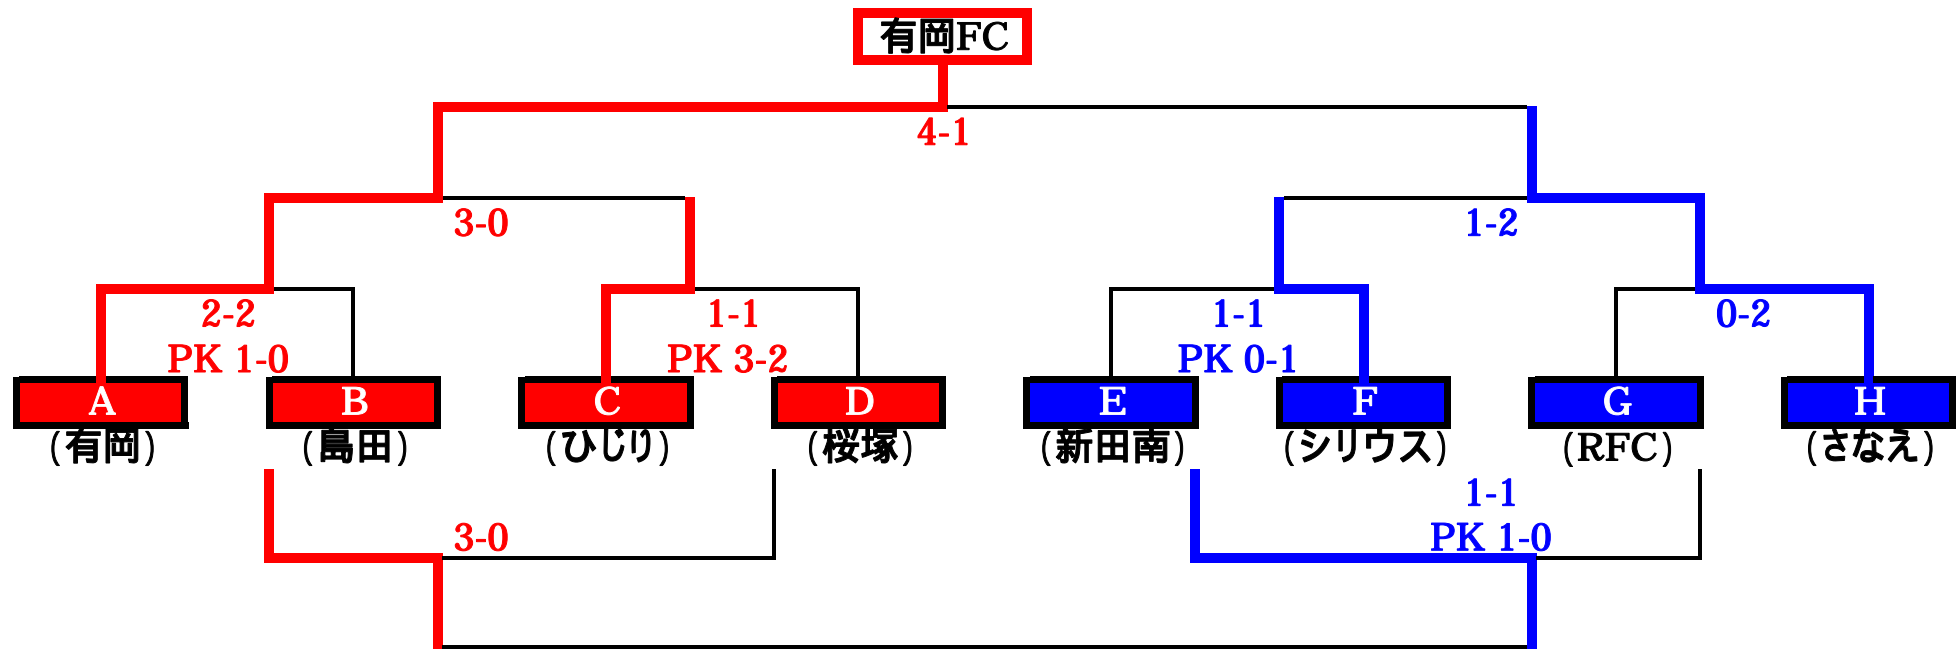 有岡FC
4-1
3-0
1-2
2-2
PK 1-0
1-1
PK 3-2
1-1
PK 0-1
0-2
A B C D E F G H
(有岡) (島田) (ひじり) (桜塚) (新田南) (シリウス) (RFC) (さなえ)
3-0
1-1
PK 1-0